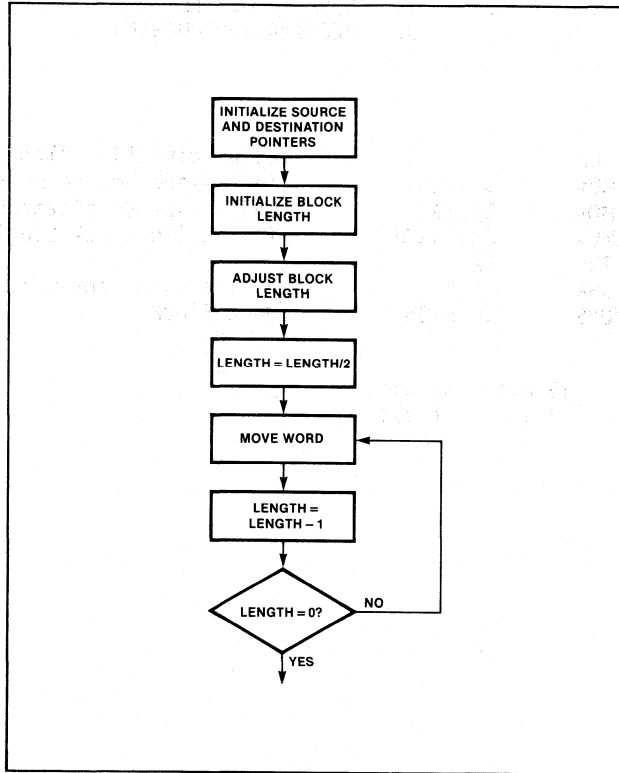 INITIALIZE SOURCE
AND DESTINATION
POINTERS
INITIALIZE BLOCK
LENGTH
ADJUST BLOCK
LENGTH
LENGTH = LENGTH/2
MOVE WORD
LENGTH =
LENGTH – 1
LENGTH = 0?
NO
YES